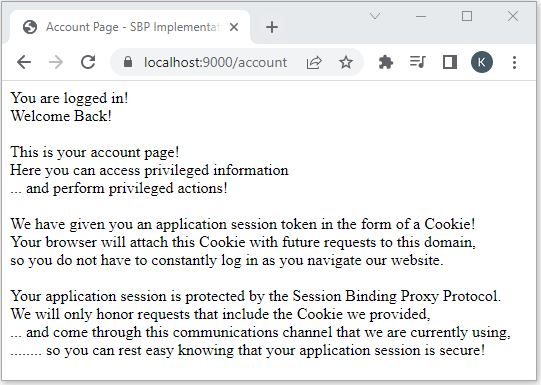 Account Page - SBP Implementat
localhost:9000/account
K
You are logged in!
Welcome Back!
This is your account page!
Here you can access privileged information
... and perform privileged actions!
We have given you an application session token in the form of a Cookie!
Your browser will attach this Cookie with future requests to this domain,
so you do not have to constantly log in as you navigate our website.
Your application session is protected by the Session Binding Proxy Protocol.
We will only honor requests that include the Cookie we provided,
... and come through this communications channel that we are currently using,
........ so you can rest easy knowing that your application session is secure!